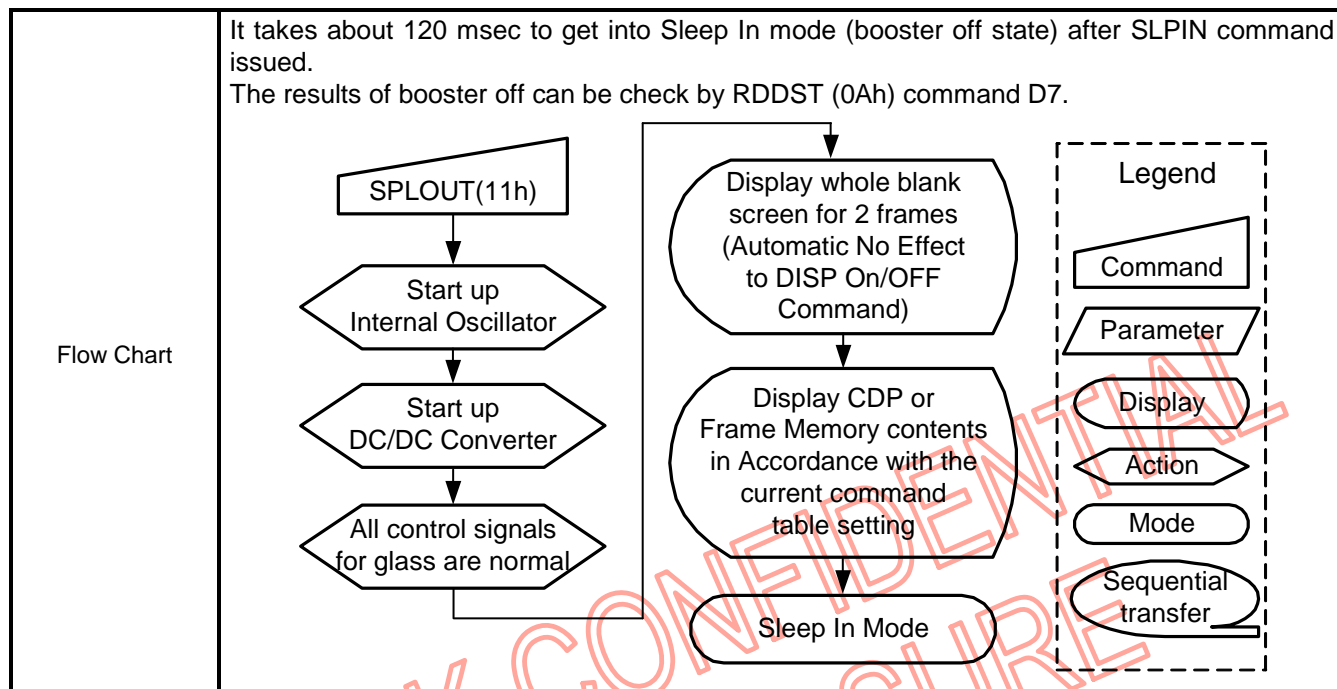 It takes about 120 msec to get into Sleep In mode (booster off state) after SLPIN command
issued.
The results of booster off can be check by RDDST (0Ah) command D7.
Flow Chart
SPLOUT(11h)
Start up
Internal Oscillator
Start up
DC/DC Converter
All control signals
for glass are normal
Display whole blank
screen for 2 frames
(Automatic No Effect
to DISP On/OFF
Command)
Display CDP or
Frame Memory contents
in Accordance with the
current command
table setting
Sleep In Mode
Legend
Command
Parameter
Display
Action
Mode
Sequential
transfer
CONFIDENTIAL